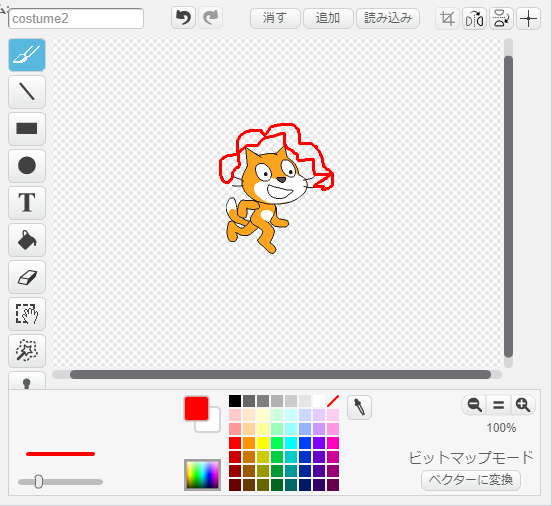 costume2
消す
追加
読み込み
T
100%
ビットマップモード
ベクターに変換